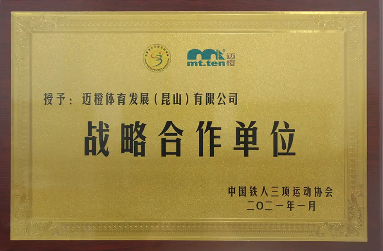 mt.ten 迈橙
授予：迈橙体育发展（昆山）有限公司
战略合作单位
中国铁人三项运动协会
二〇二一年一月